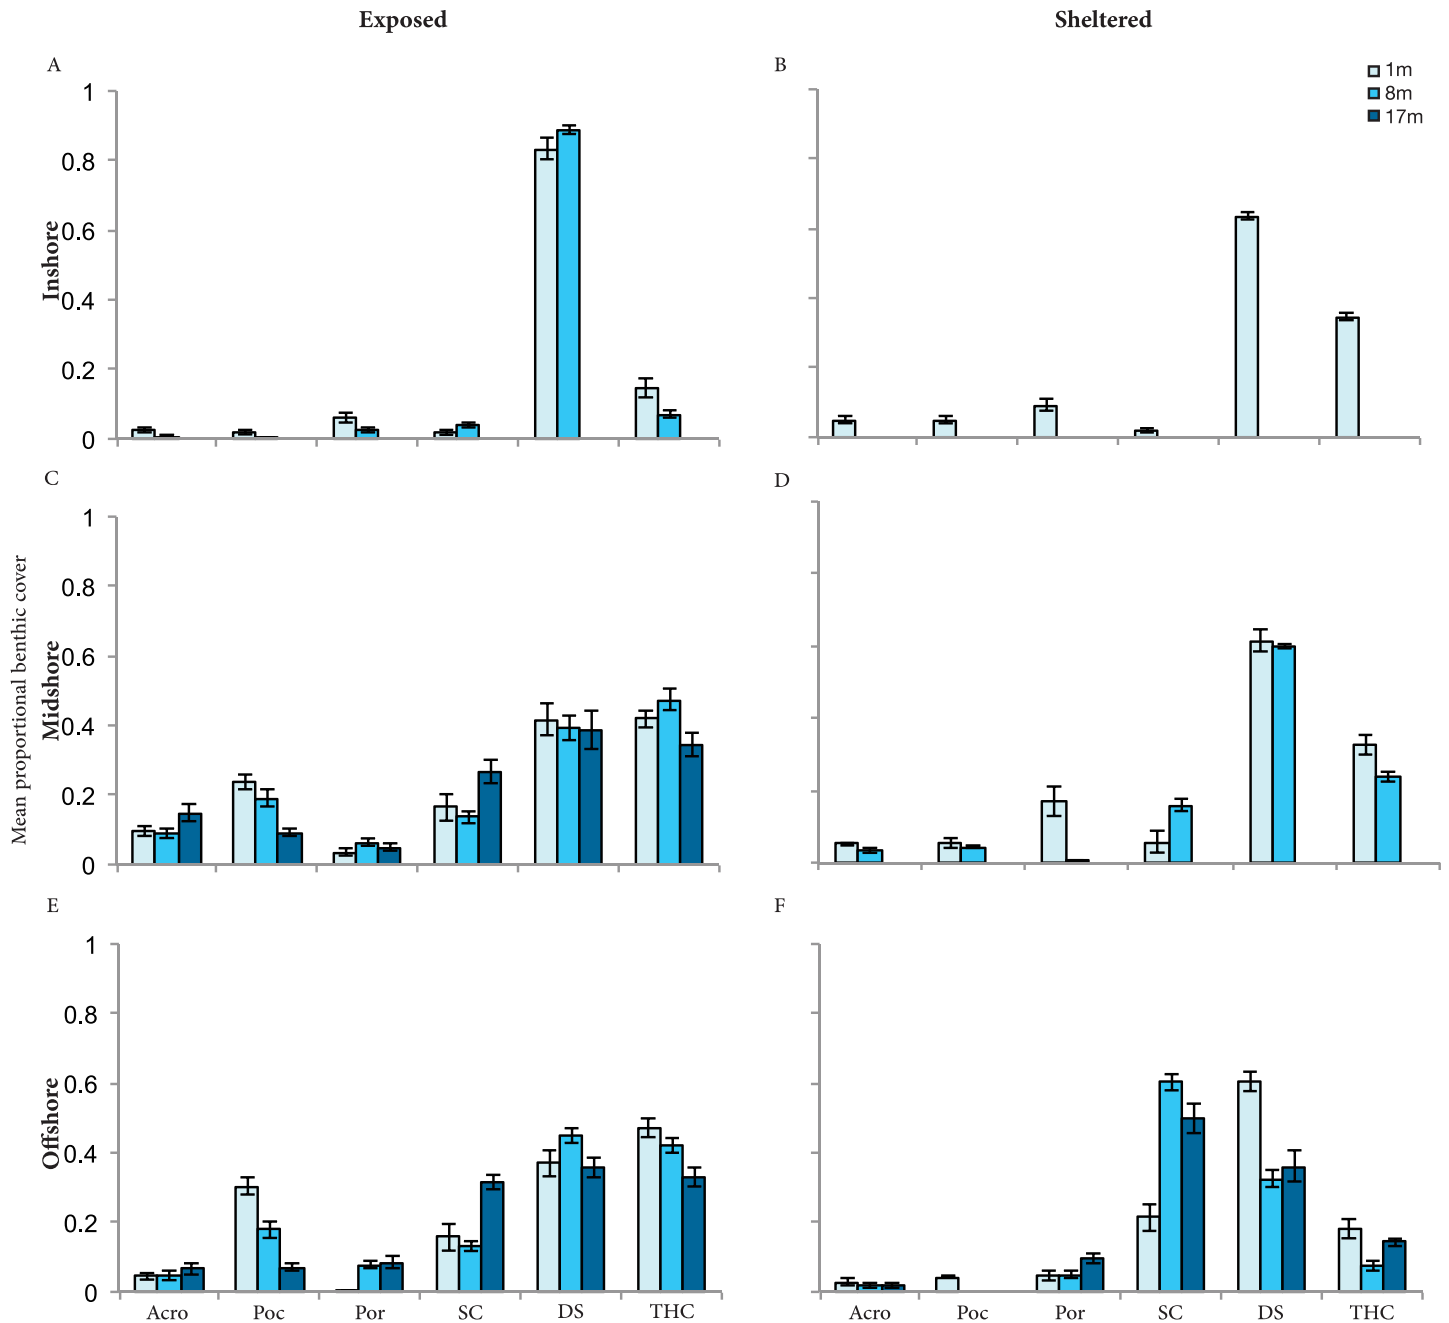 Exposed
Sheltered
A
B
1m
8m
17m
1
0.8
0.6
0.4
0.2
0
Inshore
C
D
1
0.8
0.6
0.4
0.2
0
Midshore
Mean proportional benthic cover
E
F
1
0.8
0.6
0.4
0.2
0
Offshore
Acro Poc Por SC DS THC
Acro Poc Por SC DS THC